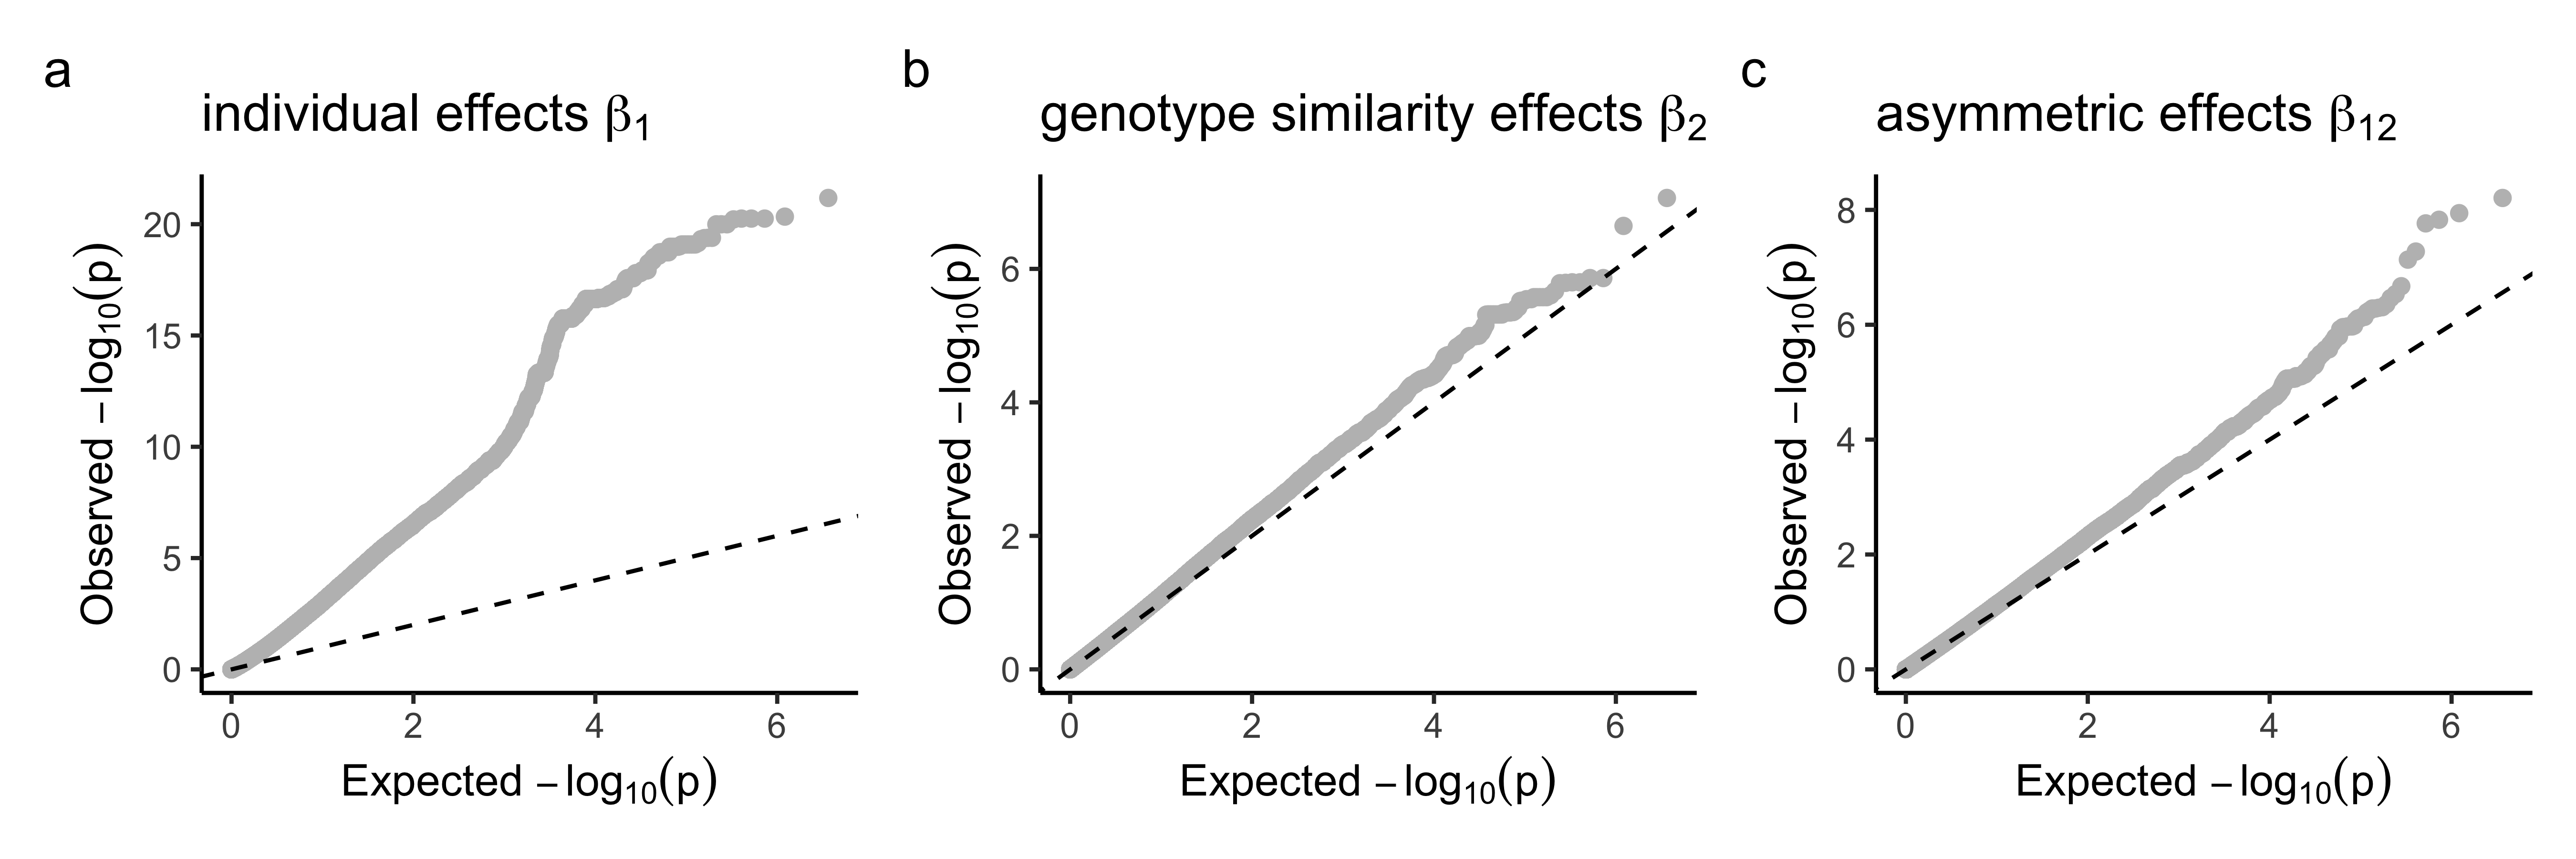 a
individual effects β₁
Observed −log₁₀(p)
20
15
10
5
0
0 2 4 6
Expected −log₁₀(p)
b
genotype similarity effects β₂
Observed −log₁₀(p)
6
4
2
0
0 2 4 6
Expected −log₁₀(p)
c
asymmetric effects β₁₂
Observed −log₁₀(p)
8
6
4
2
0
0 2 4 6
Expected −log₁₀(p)